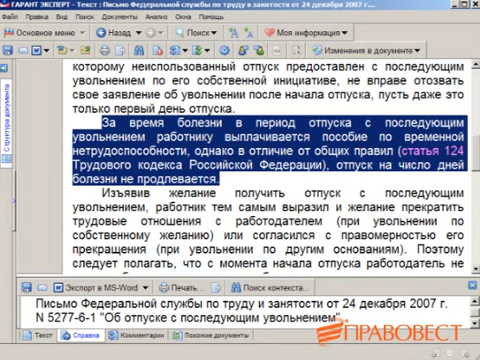 ГАРАНТ ЭКСПЕРТ - Текст : Письмо Федеральной службы по труду и занятости от 24 декабря 2007 г....
Файл Правка Вид Поиск Документы Анализ Окна Помощь
Основное меню Назад Поиск Моя информация
Изменения в документе
Структура документа
которому неиспользованный отпуск предоставлен с последующим
увольнением по его собственной инициативе, не вправе отозвать
свое заявление об увольнении после начала отпуска, пусть даже это
только первый день отпуска.
За время болезни в период отпуска с последующим
увольнением работнику выплачивается пособие по временной
нетрудоспособности, однако в отличие от общих правил (статья 124
Трудового кодекса Российской Федерации), отпуск на число дней
болезни не продлевается.
Изъявив желание получить отпуск с последующим
увольнением, работник тем самым выразил и желание прекратить
трудовые отношения с работодателем (при увольнении по
собственному желанию) или согласился с правомерностью его
прекращения (при увольнении по другим основаниям). Поэтому
следует полагать, что с момента начала отпуска работодатель не
Экспорт в MS-Word Печать... Поиск контекста...
Письмо Федеральной службы по труду и занятости от 24 декабря 2007 г.
N 5277-6-1 "Об отпуске с последующим увольнением"
ПРАВОВЕСТ
Текст Справка Комментарии Похожие документы